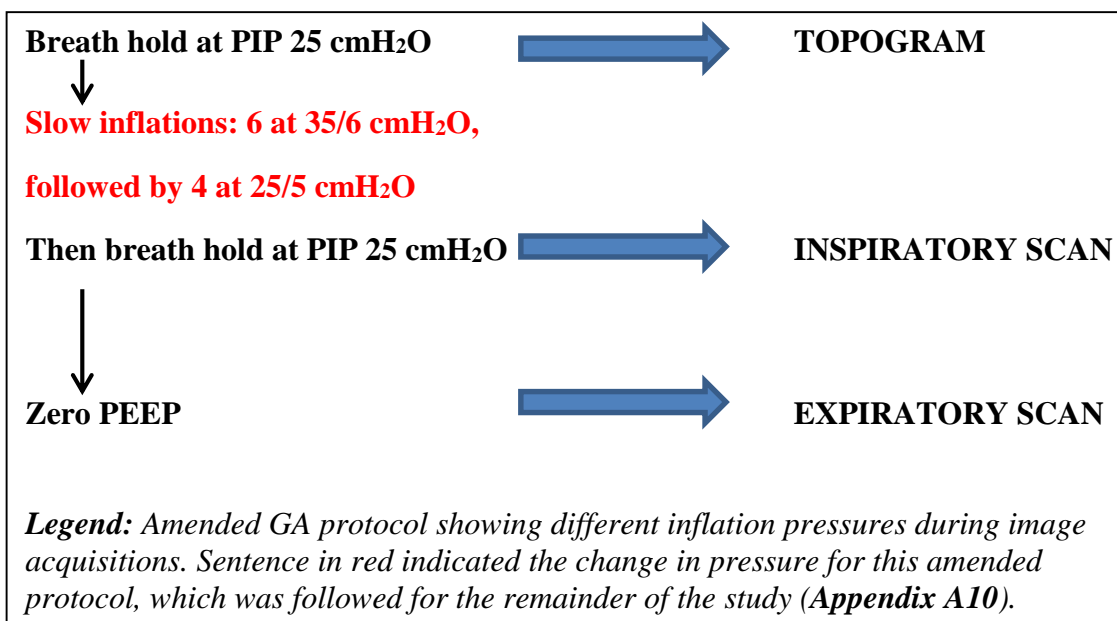 Breath hold at PIP 25 cmH₂O TOPOGRAM
Slow inflations: 6 at 35/6 cmH₂O,
followed by 4 at 25/5 cmH₂O
Then breath hold at PIP 25 cmH₂O INSPIRATORY SCAN
Zero PEEP EXPIRATORY SCAN
Legend: Amended GA protocol showing different inflation pressures during image
acquisitions. Sentence in red indicated the change in pressure for this amended
protocol, which was followed for the remainder of the study (Appendix A10).